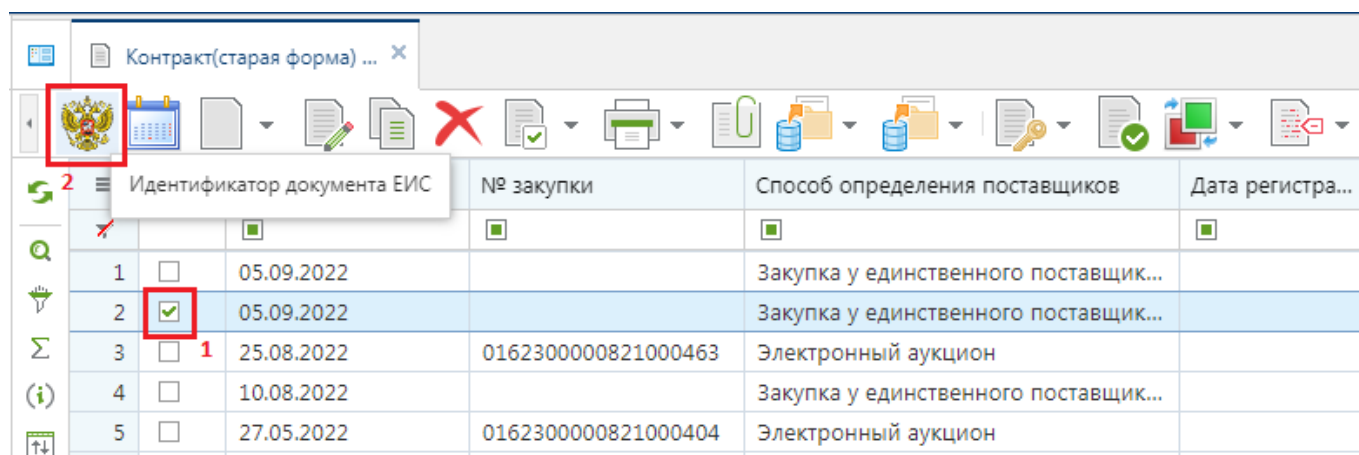 Контракт(старая форма) ...
2
Идентификатор документа ЕИС
№ закупки
Способ определения поставщиков
Дата регистра...
1 05.09.2022 Закупка у единственного поставщик...
2 05.09.2022 Закупка у единственного поставщик...
1
3 25.08.2022 01623000000821000463 Электронный аукцион
4 10.08.2022 Закупка у единственного поставщик...
5 27.05.2022 01623000000821000404 Электронный аукцион